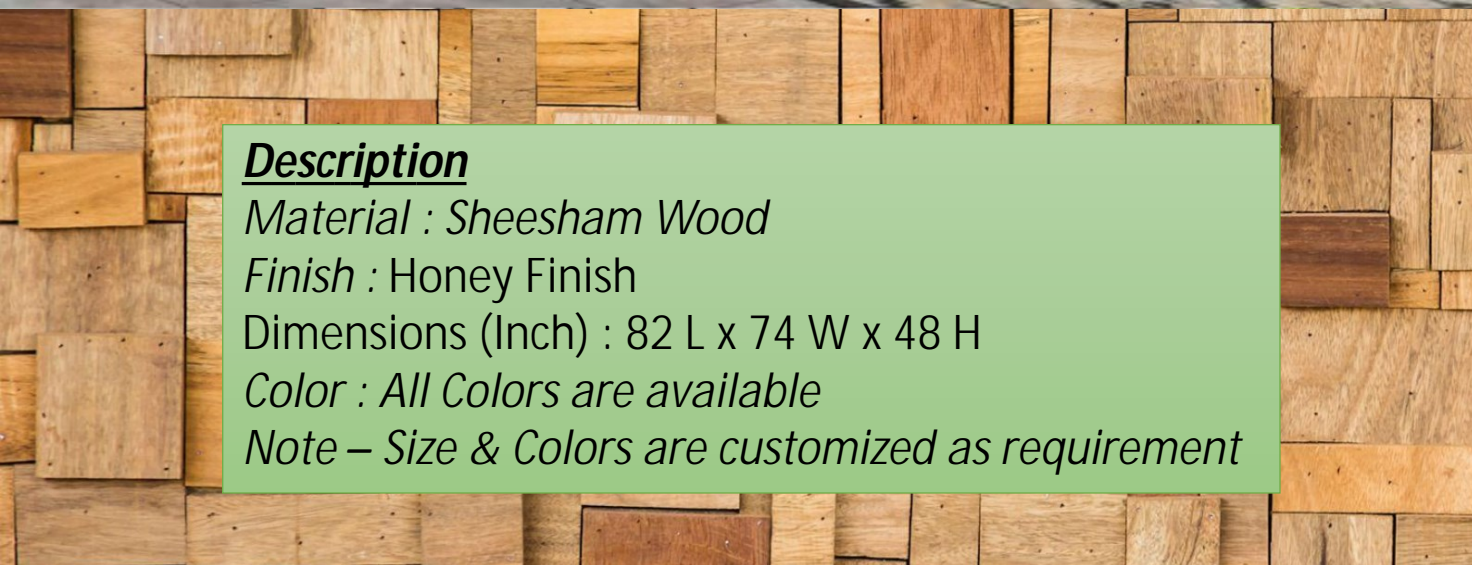 Description
Material : Sheesham Wood
Finish : Honey Finish
Dimensions (Inch) : 82 L x 74 W x 48 H
Color : All Colors are available
Note – Size & Colors are customized as requirement